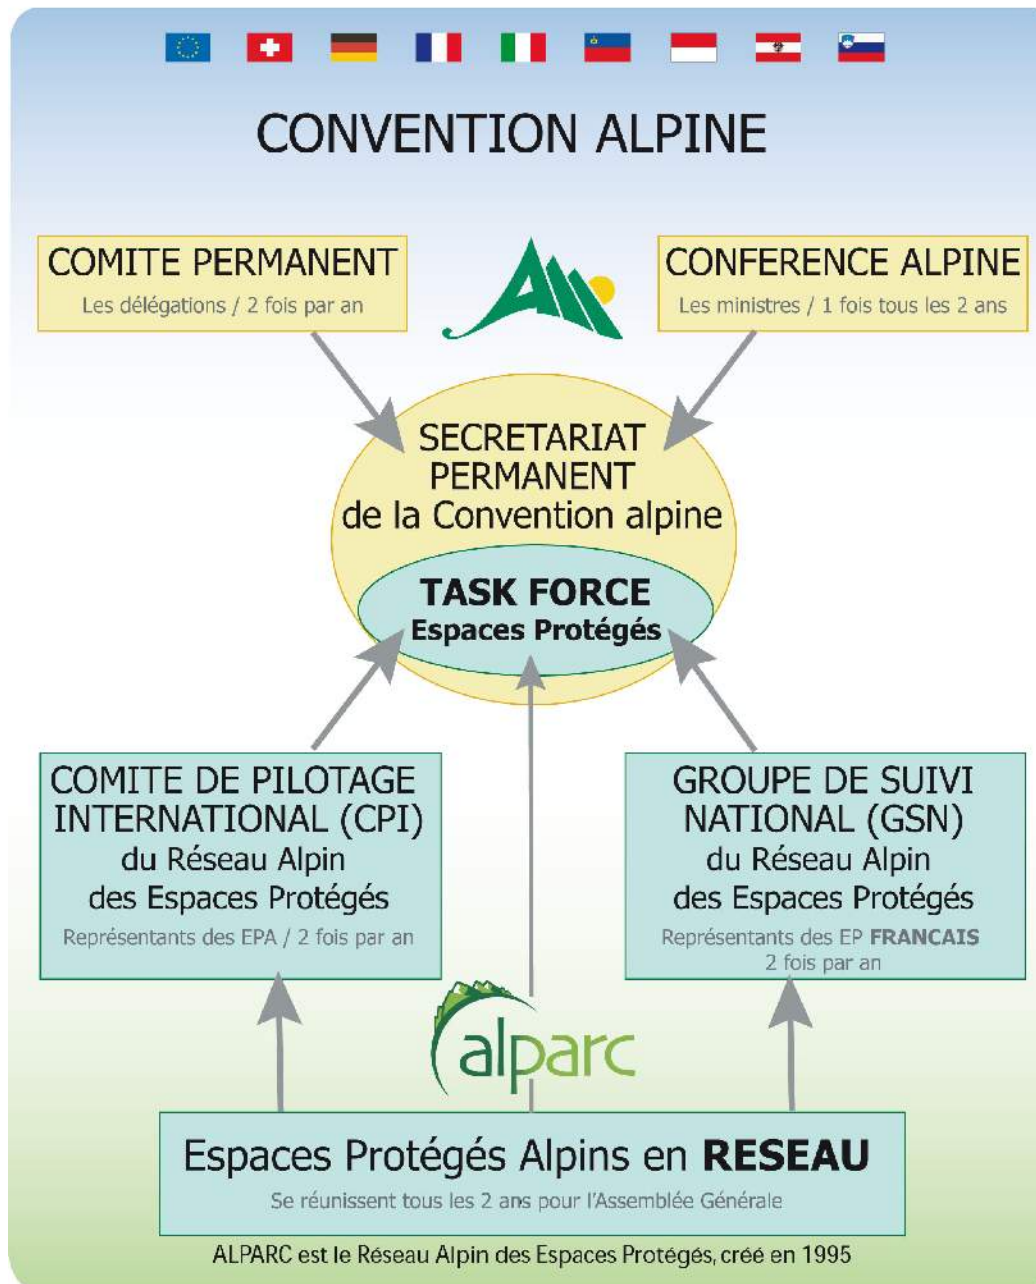 CONVENTION ALPINE
COMITE PERMANENT
Les délégations / 2 fois par an
CONFERENCE ALPINE
Les ministres / 1 fois tous les 2 ans
SECRETARIAT
PERMANENT
de la Convention alpine
TASK FORCE
Espaces Protégés
COMITE DE PILOTAGE
INTERNATIONAL (CPI)
du Réseau Alpin
des Espaces Protégés
Représentants des EPA / 2 fois par an
GROUPE DE SUIVI
NATIONAL (GSN)
du Réseau Alpin
des Espaces Protégés
Représentants des EP FRANCAIS
2 fois par an
alparc
Espaces Protégés Alpins en RESEAU
Se réunissent tous les 2 ans pour l'Assemblée Générale
ALPARC est le Réseau Alpin des Espaces Protégés, créé en 1995